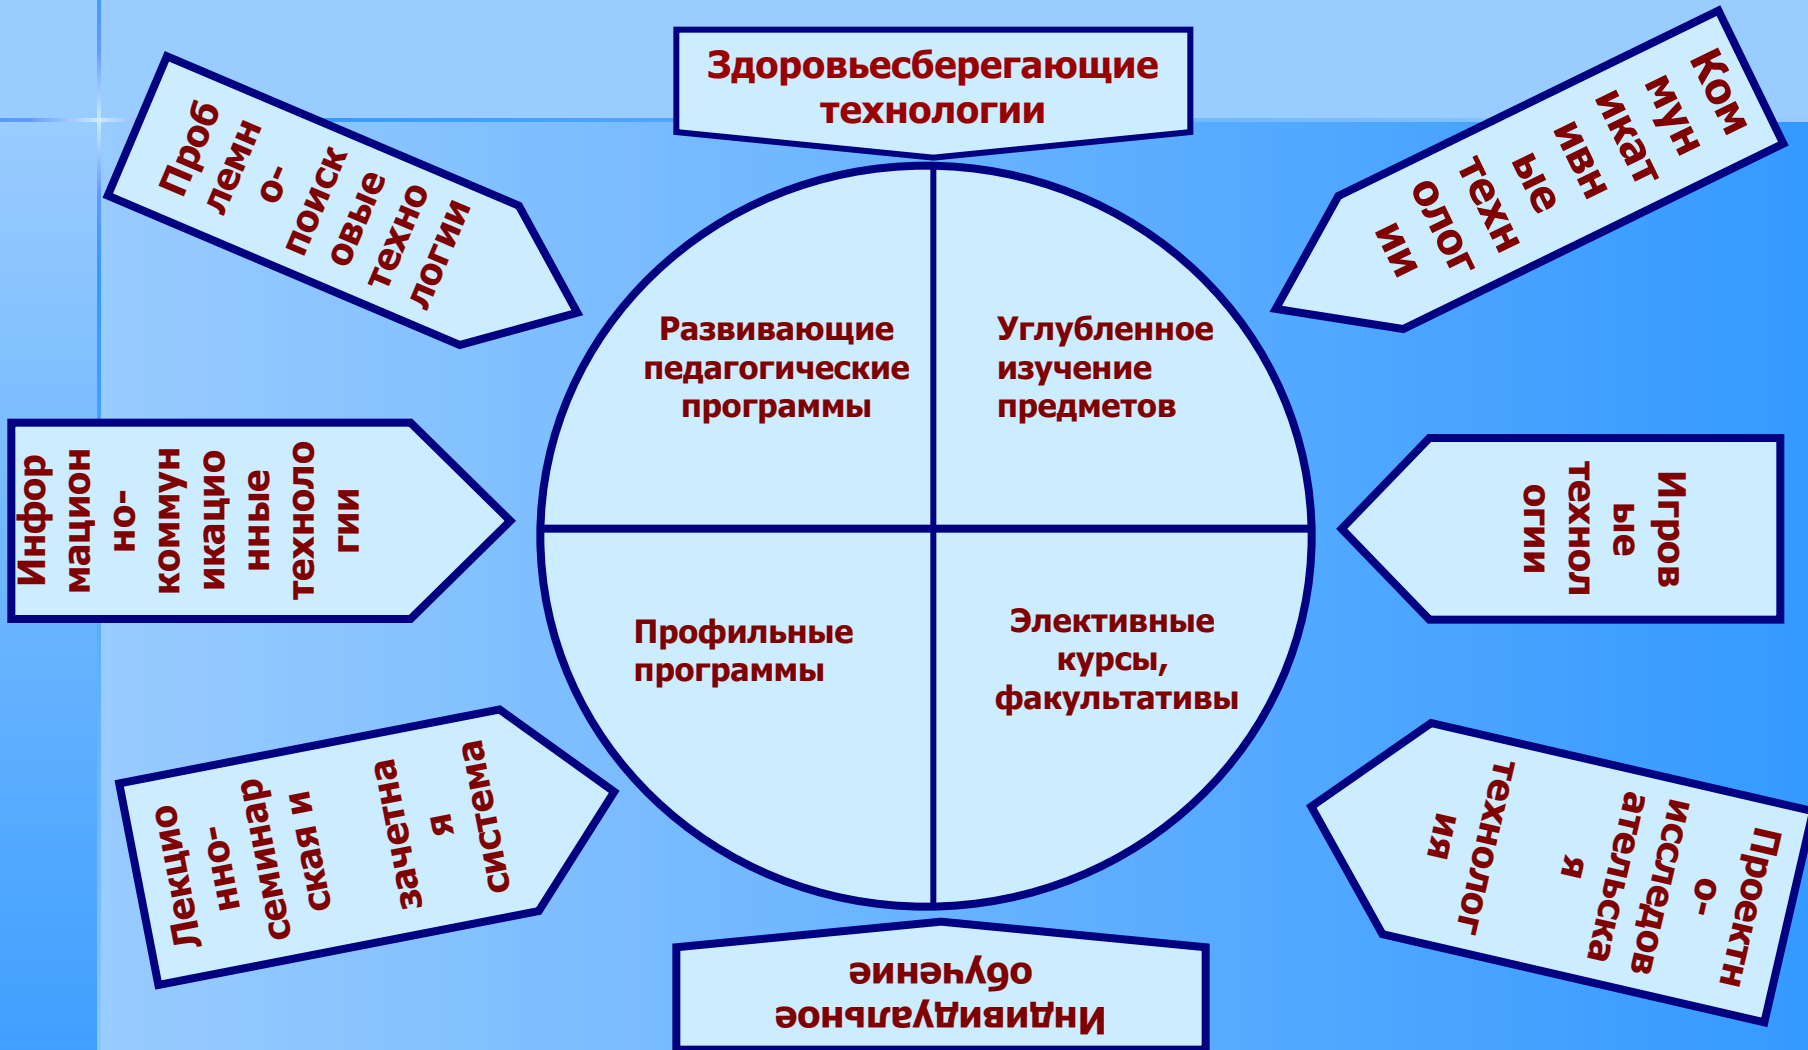 Здоровьесберегающие
технологии
Проб
лемн
о-
поиск
овые
техно
логии
Ком
мун
икат
ивн
ые
техн
олог
ии
Развивающие
педагогические
программы
Углубленное
изучение
предметов
Инфор
мацион
но-
коммун
икацио
нные
техноло
гии
Игров
ые
технол
огии
Профильные
программы
Элективные
курсы,
факультативы
Лекцио
нно-
семинар
ская и
зачетна
я
система
Проектн
о-
исследов
ательска
я
технолог
ия
Индивидуальное
обучение